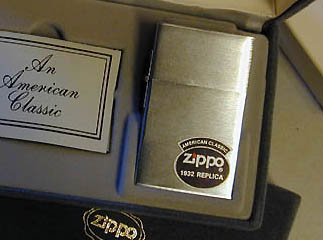 An
American
Classic
AMERICAN CLASSIC
Zippo®
1932 REPLICA
Zippo